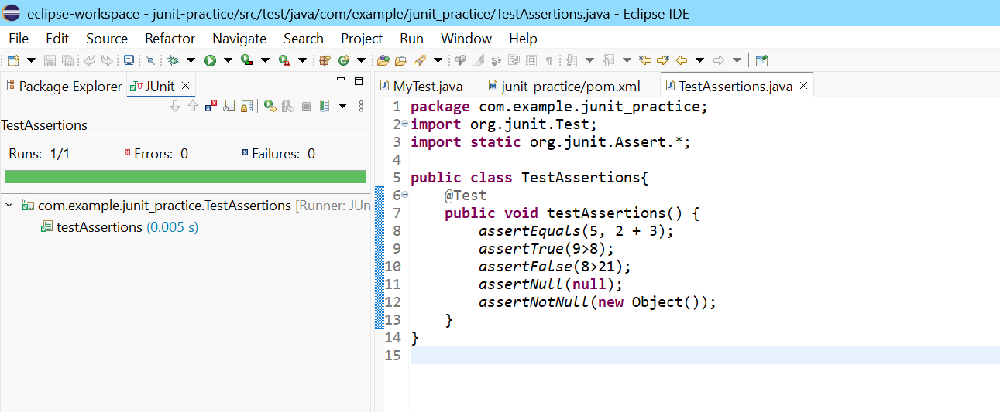 eclipse-workspace - junit-practice/src/test/java/com/example/junit_practice/TestAssertions.java - Eclipse IDE
File Edit Source Refactor Navigate Search Project Run Window Help
Package Explorer JUnit
TestAssertions
Runs: 1/1 Errors: 0 Failures: 0
com.example.junit_practice.TestAssertions [Runner: JUn
testAssertions (0.005 s)
MyTest.java junit-practice/pom.xml TestAssertions.java
1 package com.example.junit_practice;
2 import org.junit.Test;
3 import static org.junit.Assert.*;
4
5 public class TestAssertions{
6 @Test
7 public void testAssertions() {
8 assertEquals(5, 2 + 3);
9 assertTrue(9>8);
10 assertFalse(8>21);
11 assertNull(null);
12 assertNotNull(new Object());
13 }
14 }
15